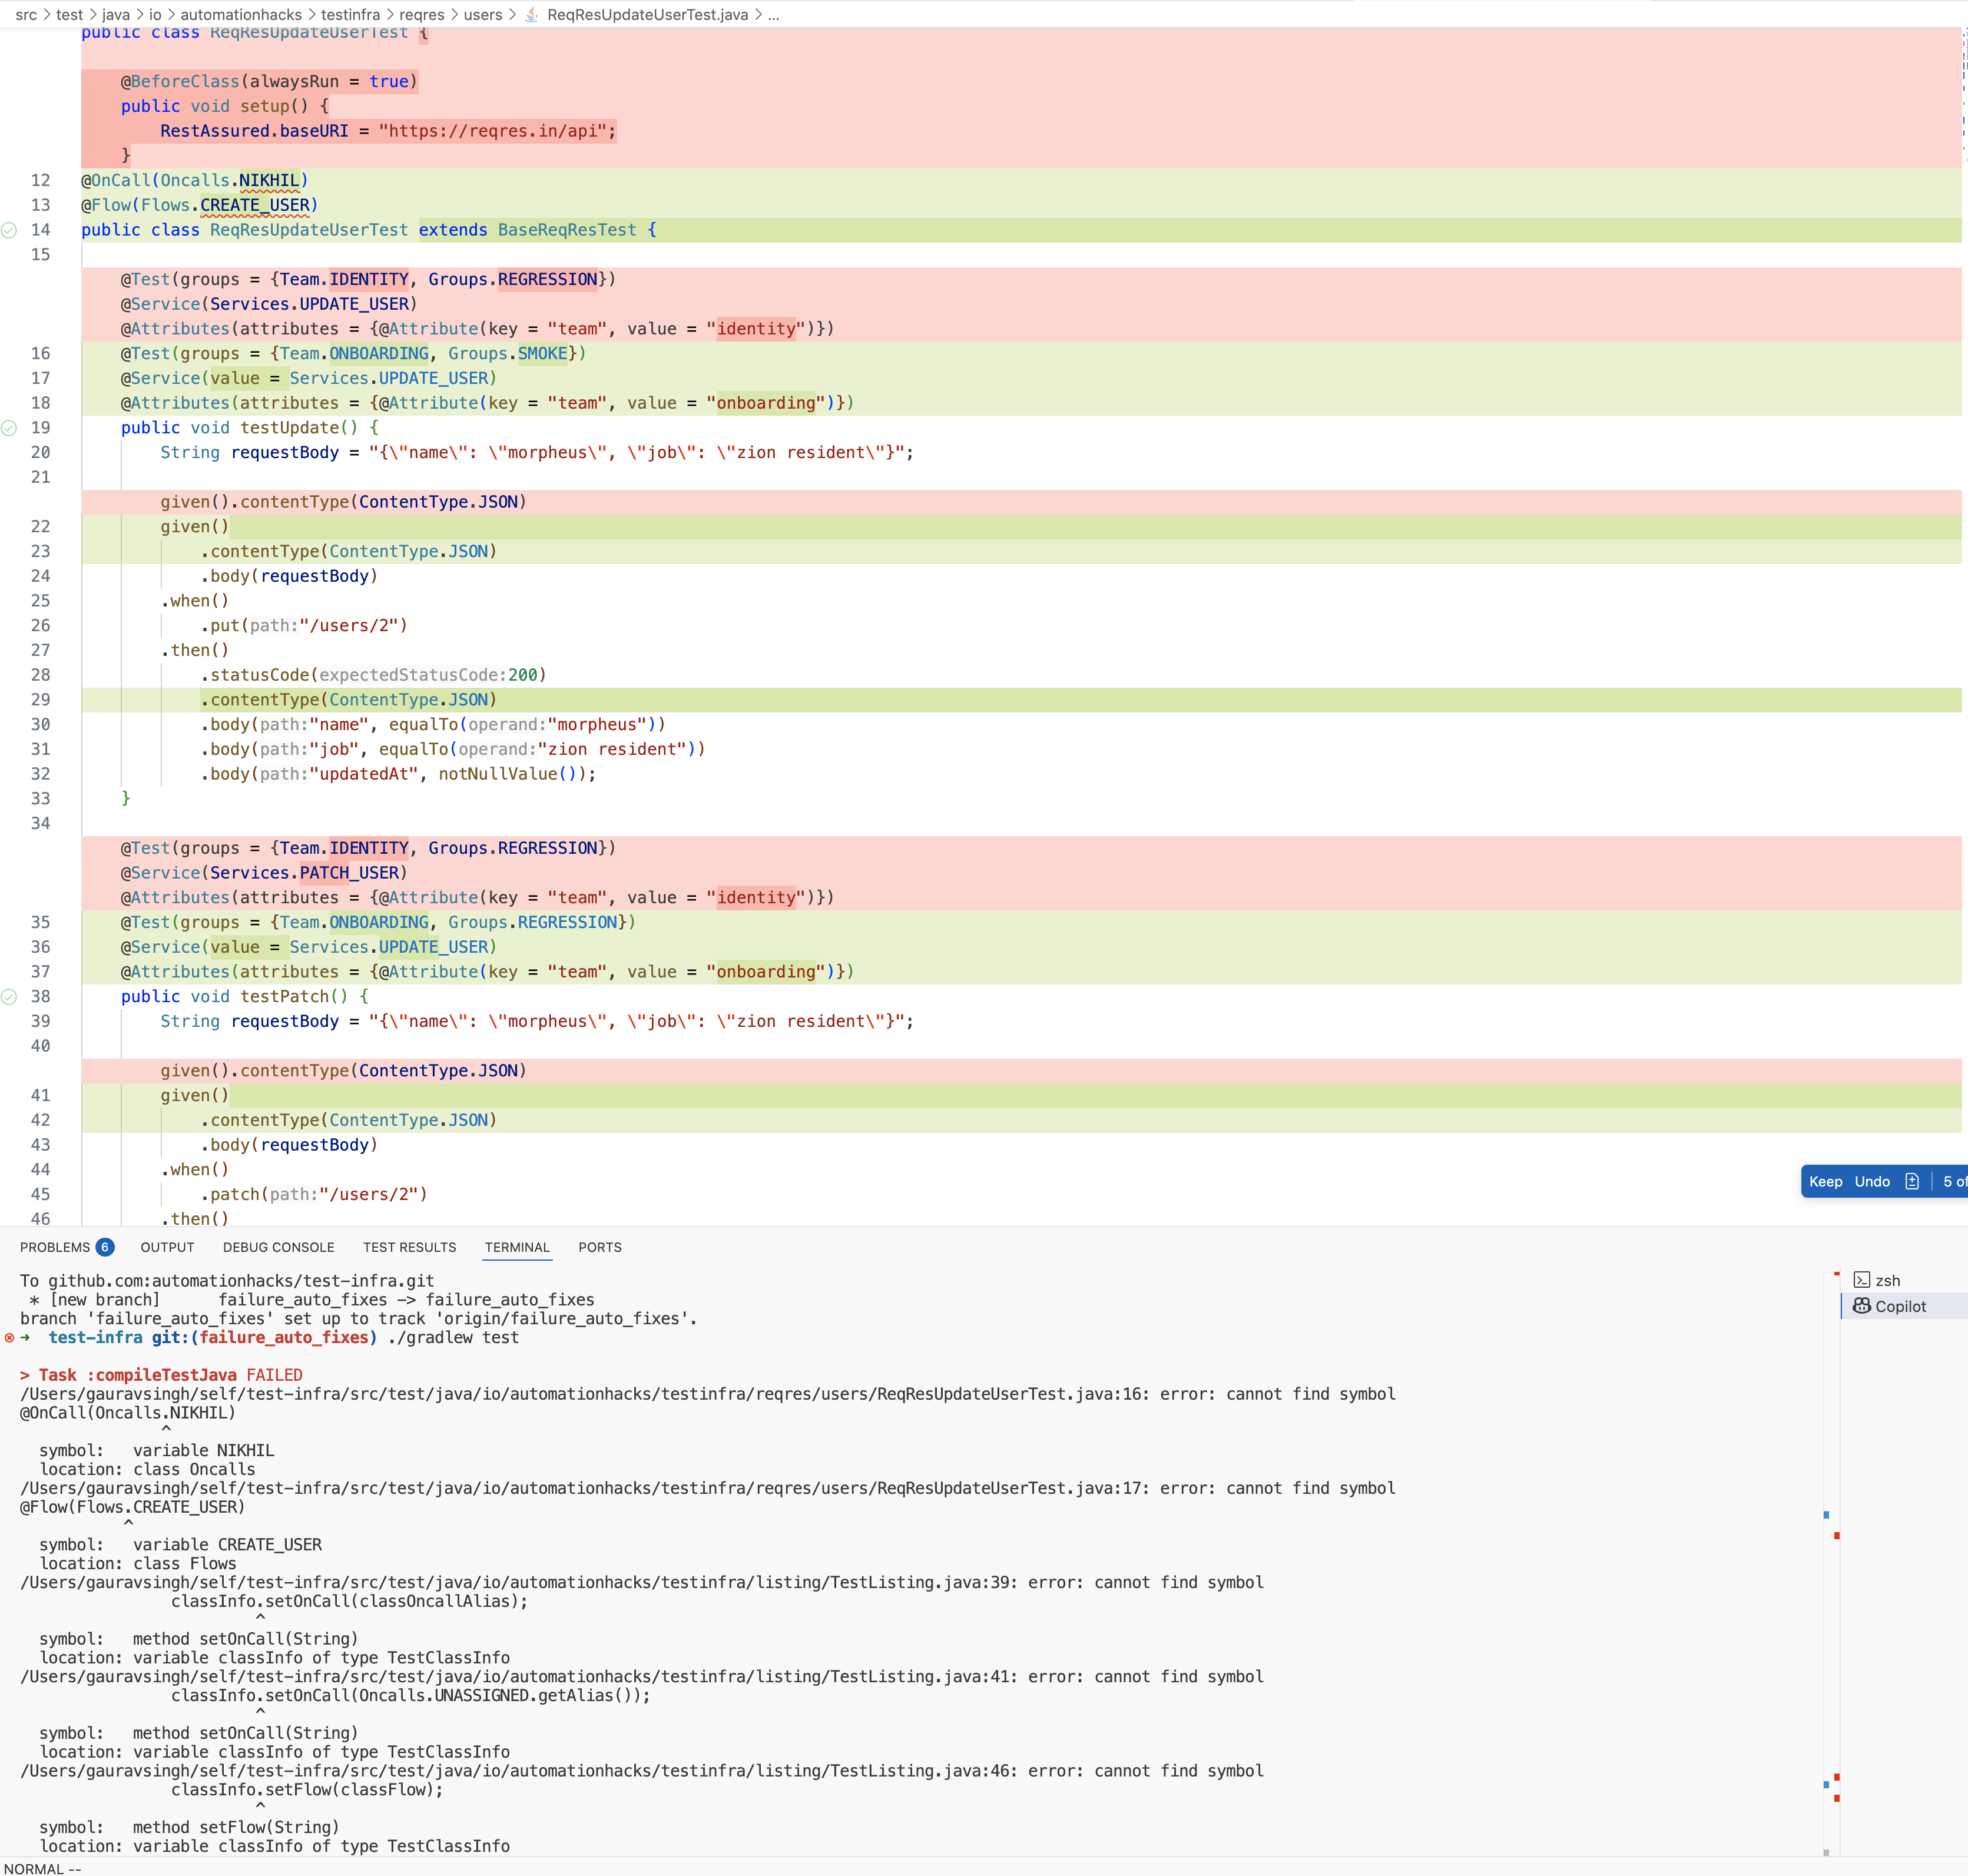 src > test > java > io > automationhacks > testinfra > reqres > users > ReqResUpdateUserTest.java > ...
public class ReqResUpdateUserTest {
@BeforeClass(alwaysRun = true)
public void setup() {
RestAssured.baseURI = "https://reqres.in/api";
}
12 @OnCall(Oncalls.NIKHIL)
13 @Flow(Flows.CREATE_USER)
14 public class ReqResUpdateUserTest extends BaseReqResTest {
15
@Test(groups = {Team.IDENTITY, Groups.REGRESSION})
@Service(Services.UPDATE_USER)
@Attributes(attributes = {@Attribute(key = "team", value = "identity")})
16 @Test(groups = {Team.ONBOARDING, Groups.SMOKE})
17 @Service(value = Services.UPDATE_USER)
18 @Attributes(attributes = {@Attribute(key = "team", value = "onboarding")})
19 public void testUpdate() {
20 String requestBody = "{\"name\": \"morpheus\", \"job\": \"zion resident\"}";
21
given().contentType(ContentType.JSON)
22 given()
23 .contentType(ContentType.JSON)
24 .body(requestBody)
25 .when()
26 .put(path:"/users/2")
27 .then()
28 .statusCode(expectedStatusCode:200)
29 .contentType(ContentType.JSON)
30 .body(path:"name", equalTo(operand:"morpheus"))
31 .body(path:"job", equalTo(operand:"zion resident"))
32 .body(path:"updatedAt", notNullValue());
33 }
34
@Test(groups = {Team.IDENTITY, Groups.REGRESSION})
@Service(Services.PATCH_USER)
@Attributes(attributes = {@Attribute(key = "team", value = "identity")})
35 @Test(groups = {Team.ONBOARDING, Groups.REGRESSION})
36 @Service(value = Services.UPDATE_USER)
37 @Attributes(attributes = {@Attribute(key = "team", value = "onboarding")})
38 public void testPatch() {
39 String requestBody = "{\"name\": \"morpheus\", \"job\": \"zion resident\"}";
40
given().contentType(ContentType.JSON)
41 given()
42 .contentType(ContentType.JSON)
43 .body(requestBody)
44 .when()
45 .patch(path:"/users/2")
46 .then()
Keep Undo 5 of
PROBLEMS 6 OUTPUT DEBUG CONSOLE TEST RESULTS TERMINAL PORTS
To github.com:automationhacks/test-infra.git
* [new branch] failure_auto_fixes -> failure_auto_fixes
branch 'failure_auto_fixes' set up to track 'origin/failure_auto_fixes'.
➜ test-infra git:(failure_auto_fixes) ./gradlew test
> Task :compileTestJava FAILED
/Users/gauravsingh/self/test-infra/src/test/java/io/automationhacks/testinfra/reqres/users/ReqResUpdateUserTest.java:16: error: cannot find symbol
@OnCall(Oncalls.NIKHIL)
^
symbol: variable NIKHIL
location: class Oncalls
/Users/gauravsingh/self/test-infra/src/test/java/io/automationhacks/testinfra/reqres/users/ReqResUpdateUserTest.java:17: error: cannot find symbol
@Flow(Flows.CREATE_USER)
^
symbol: variable CREATE_USER
location: class Flows
/Users/gauravsingh/self/test-infra/src/test/java/io/automationhacks/testinfra/listing/TestListing.java:39: error: cannot find symbol
classInfo.setOnCall(classOncallAlias);
^
symbol: method setOnCall(String)
location: variable classInfo of type TestClassInfo
/Users/gauravsingh/self/test-infra/src/test/java/io/automationhacks/testinfra/listing/TestListing.java:41: error: cannot find symbol
classInfo.setOnCall(Oncalls.UNASSIGNED.getAlias());
^
symbol: method setOnCall(String)
location: variable classInfo of type TestClassInfo
/Users/gauravsingh/self/test-infra/src/test/java/io/automationhacks/testinfra/listing/TestListing.java:46: error: cannot find symbol
classInfo.setFlow(classFlow);
^
symbol: method setFlow(String)
location: variable classInfo of type TestClassInfo
zsh
Copilot
NORMAL --